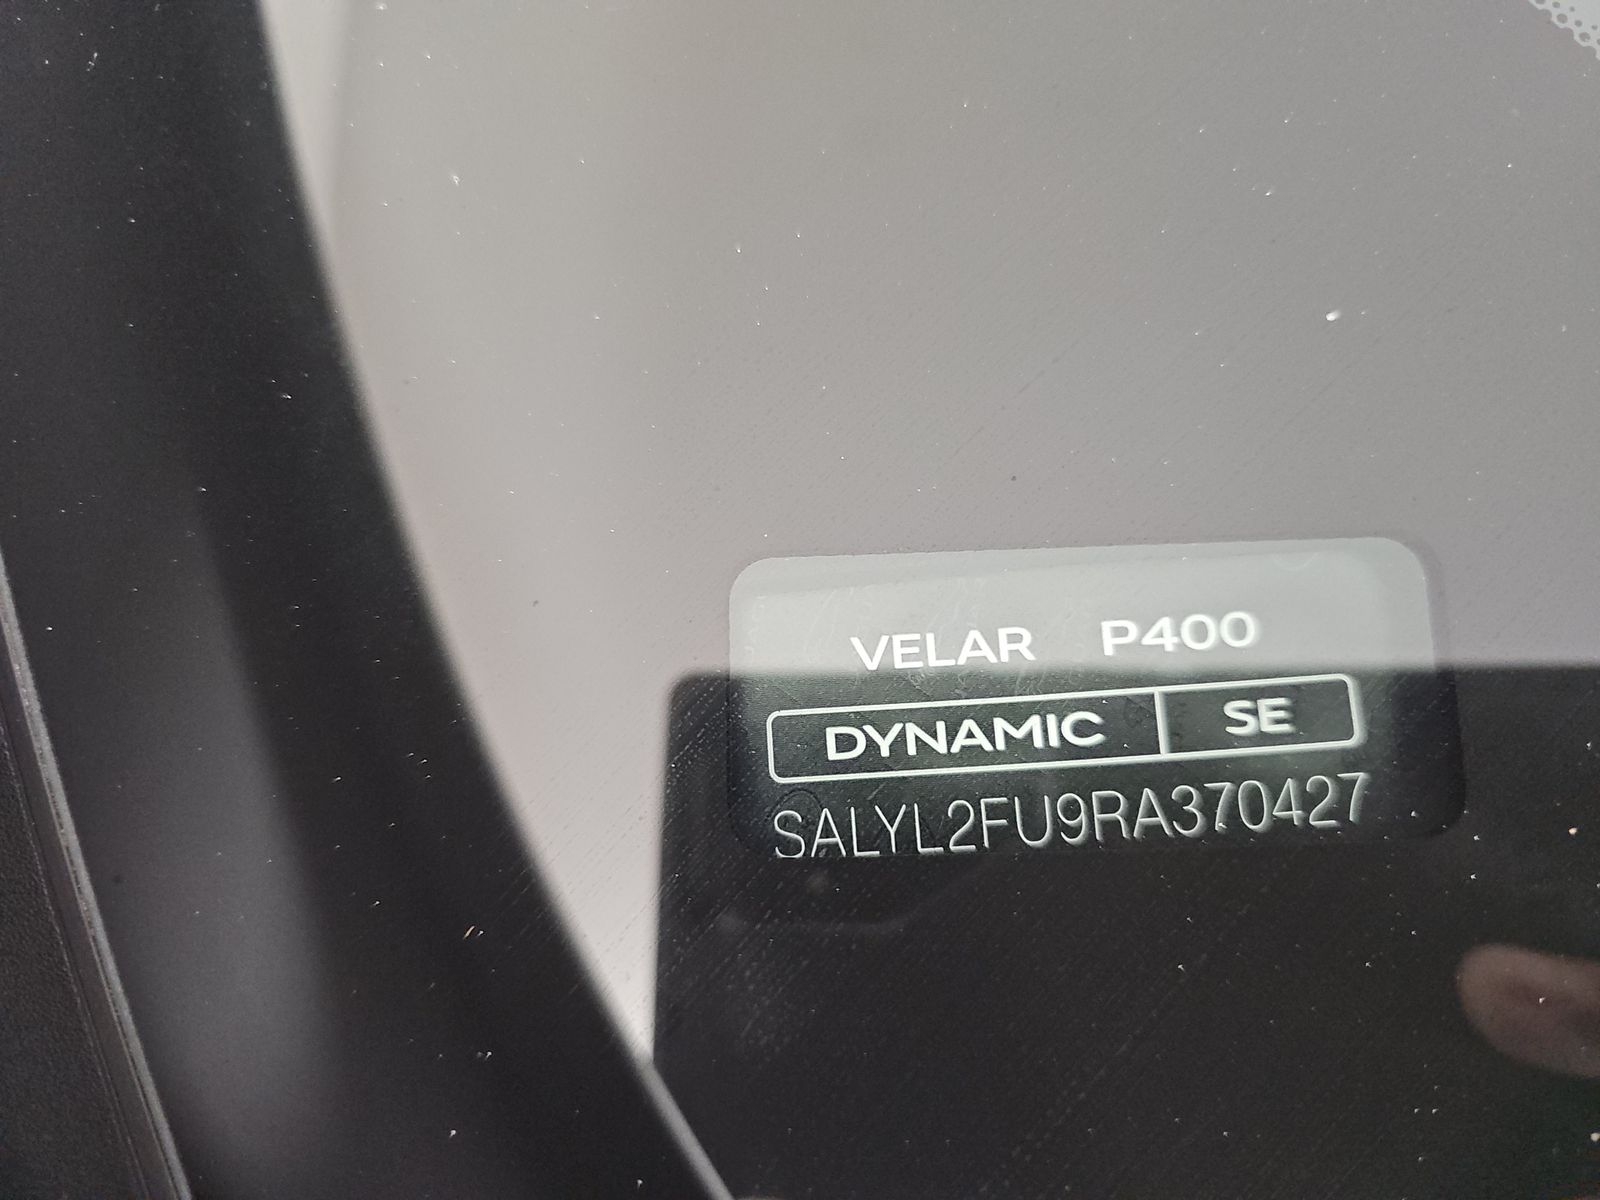 VELAR P400
DYNAMIC SE
SALYL2FU9RA370427